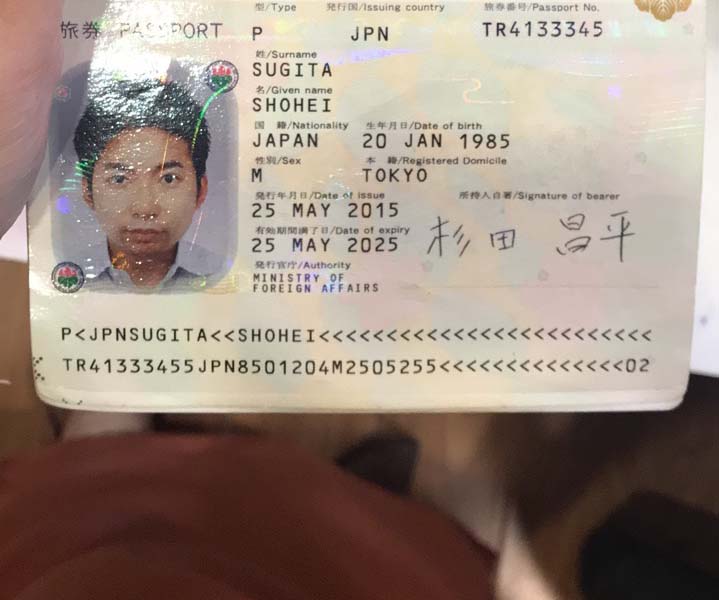 型/Type 発行国/Issuing country 旅券番号/Passport No.
旅券 PASSPORT P JPN TR4133345
姓/Surname
SUGITA
名/Given name
SHOHEI
国 籍/Nationality 生年月日/Date of birth
JAPAN 20 JAN 1985
性別/Sex 本 籍/Registered Domicile
M TOKYO
発行年月日/Date of issue 所持人自署/Signature of bearer
25 MAY 2015
有効期間満了日/Date of expiry
25 MAY 2025 杉田 昌平
発行官庁/Authority
MINISTRY OF
FOREIGN AFFAIRS
P<JPNSUGITA<<SHOHEI<<<<<<<<<<<<<<<<<<<<<<<<<
TR41333455JPN8501204M2505255<<<<<<<<<<<<<<02